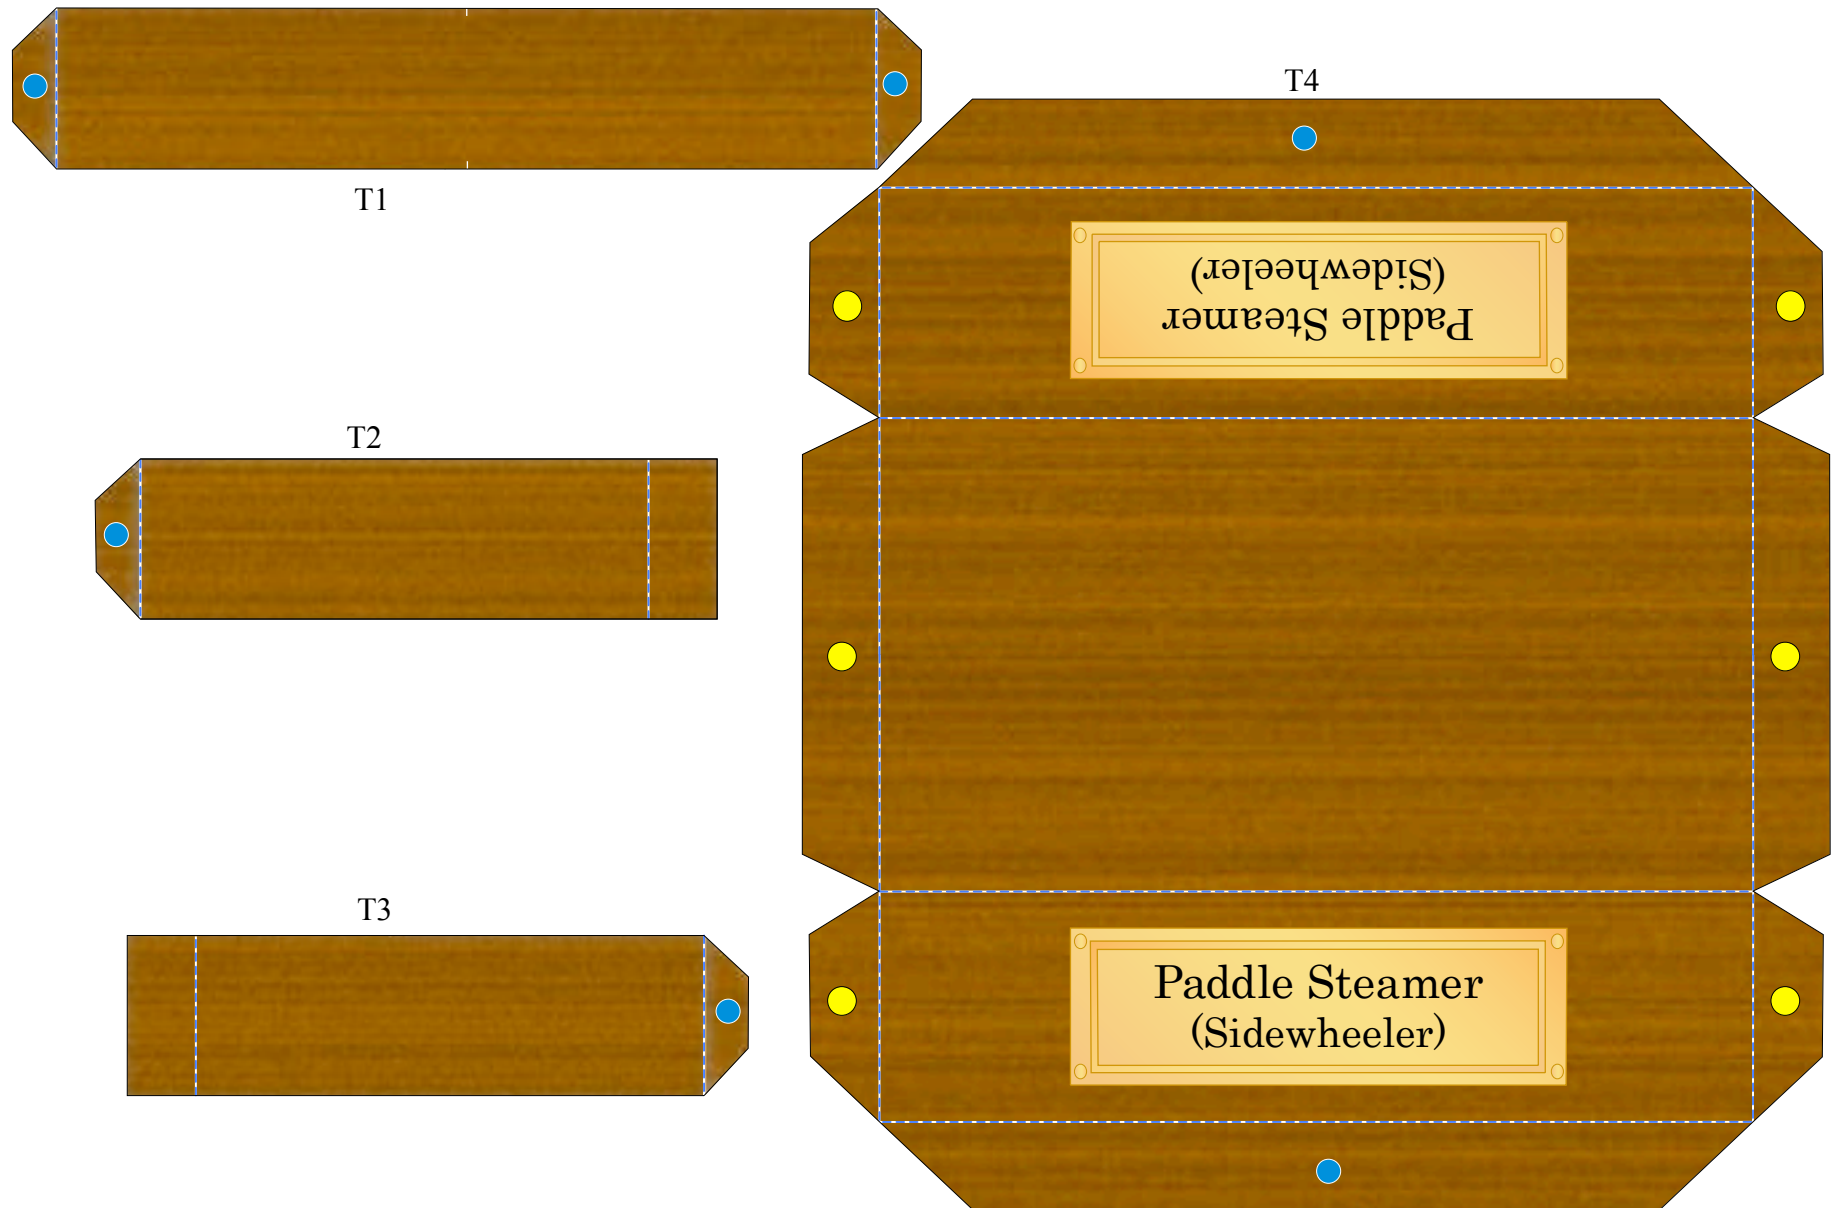 T1
T4
(Sidewheeler)
Paddle Steamer
T2
T3
Paddle Steamer
(Sidewheeler)